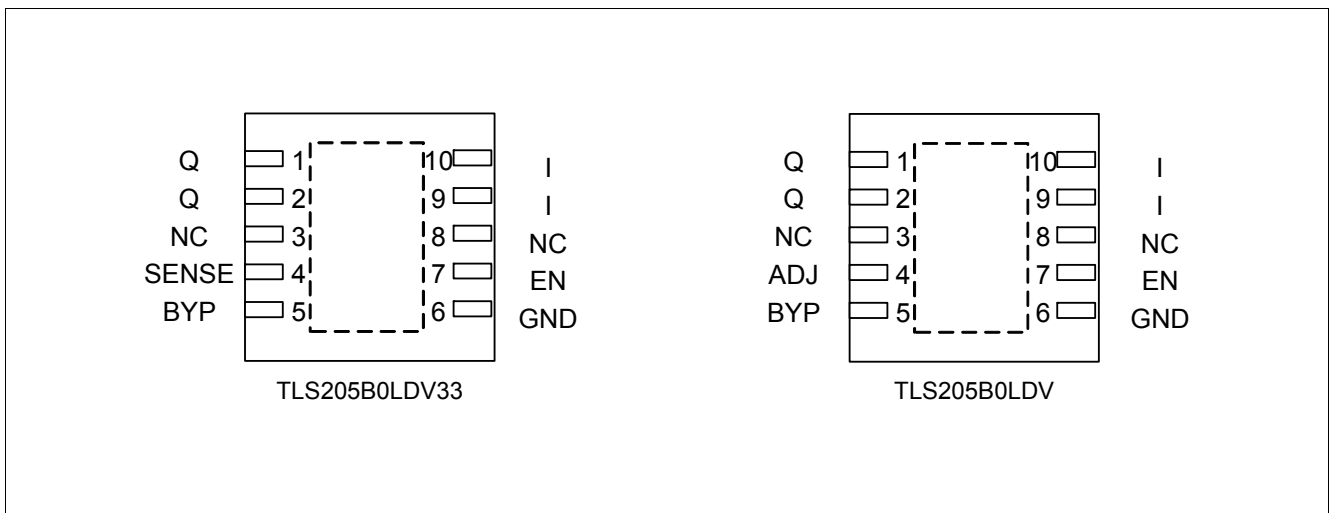 Q 1 10 I
Q 2 9 I
NC 3 8 NC
SENSE 4 7 EN
BYP 5 6 GND
TLS205B0LDV33
Q 1 10 I
Q 2 9 I
NC 3 8 NC
ADJ 4 7 EN
BYP 5 6 GND
TLS205B0LDV